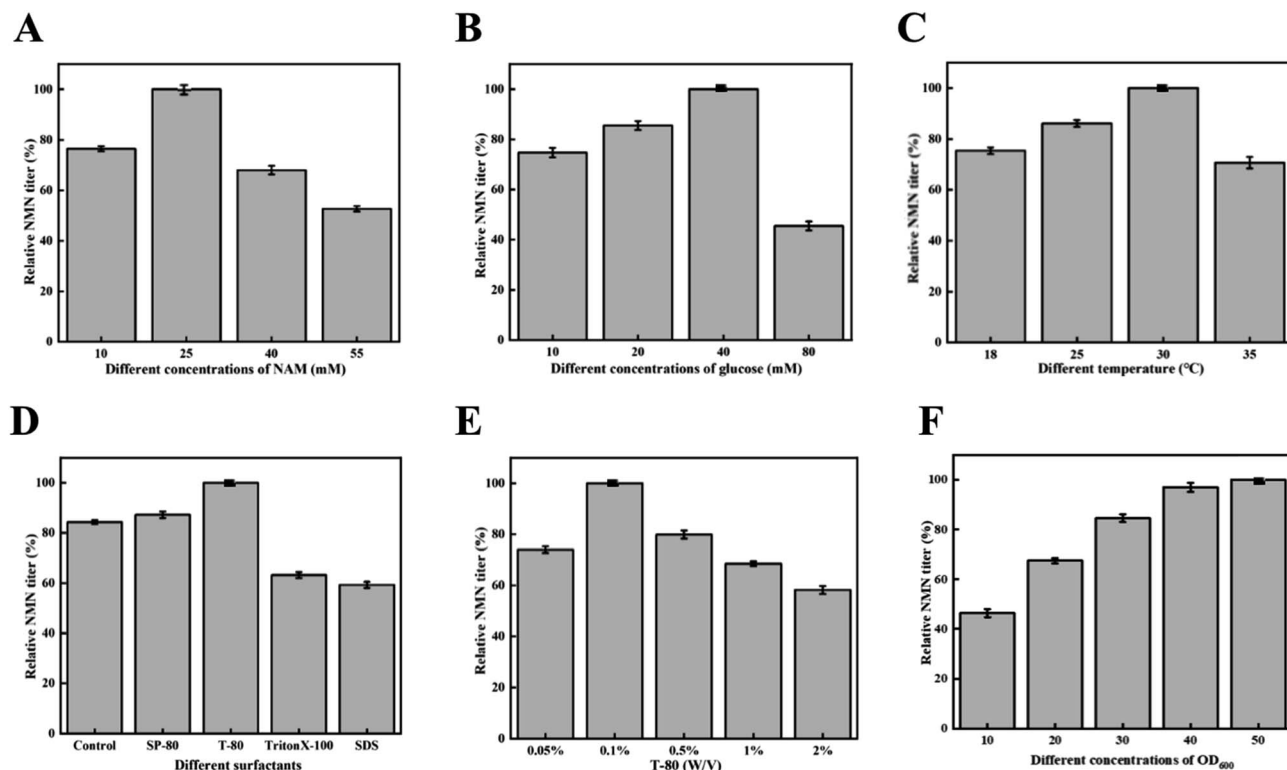 A
Relative NMN titer (%)
100
80
60
40
20
0
10 25 40 55
Different concentrations of NAM (mM)
B
Relative NMN titer (%)
100
80
60
40
20
0
10 20 40 80
Different concentrations of glucose (mM)
C
Relative NMN titer (%)
100
80
60
40
20
0
18 25 30 35
Different temperature (°C)
D
Relative NMN titer (%)
100
80
60
40
20
0
Control SP-80 T-80 TritonX-100 SDS
Different surfactants
E
Relative NMN titer (%)
100
80
60
40
20
0
0.05% 0.1% 0.5% 1% 2%
T-80 (W/V)
F
Relative NMN titer (%)
100
80
60
40
20
0
10 20 30 40 50
Different concentrations of OD600